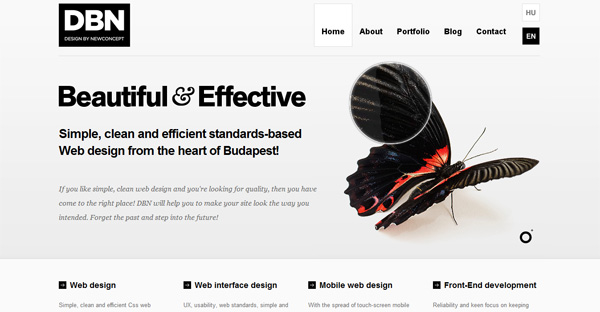 DBN
DESIGN BY NEWCONCEPT
Home About Portfolio Blog Contact
HU
EN
Beautiful & Effective
Simple, clean and efficient standards-based
Web design from the heart of Budapest!
If you like simple, clean web design and you're looking for quality, then you have
come to the right place! DBN will help you to make your site look the way you
intended. Forget the past and step into the future!
Web design
Simple, clean and efficient Css web
Web interface design
UX, usability, web standards, simple and
Mobile web design
With the spread of touch-screen mobile
Front-End development
Reliability and keen focus on keeping